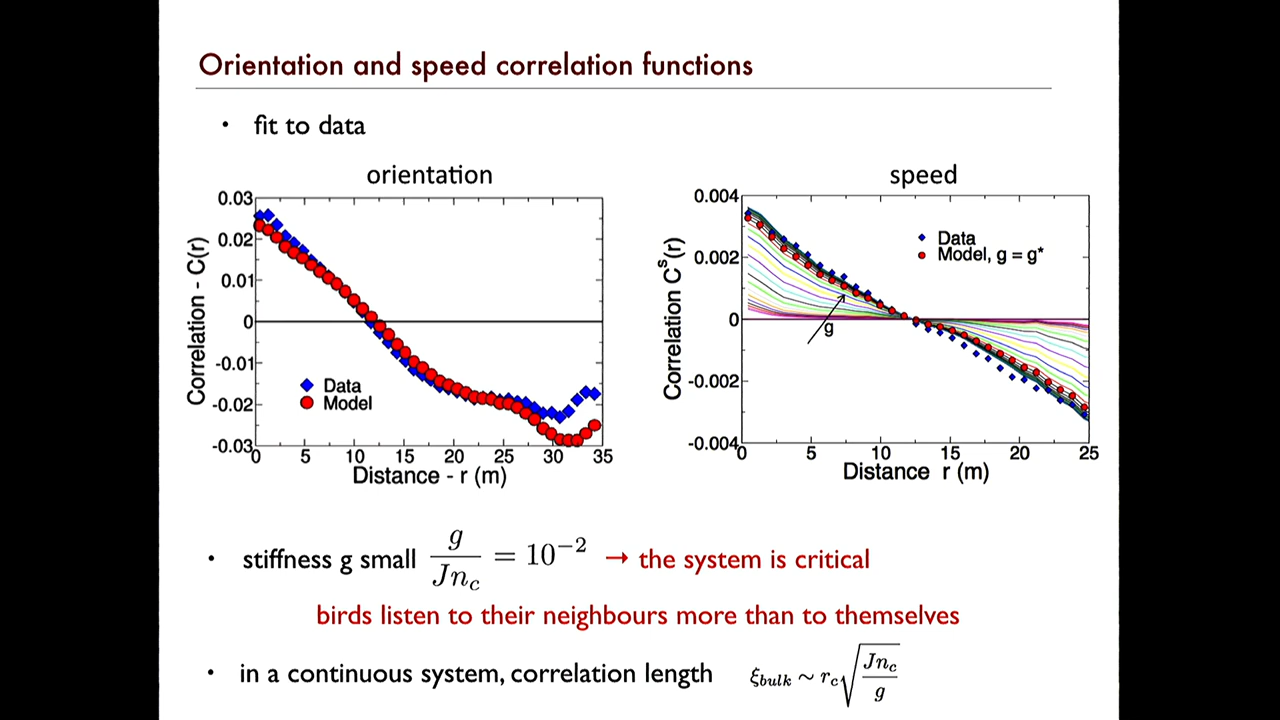 Orientation and speed correlation functions
• fit to data
orientation
0.03
0.02
0.01
0
-0.01
-0.02
-0.03
Correlation - C(r)
Data
Model
0 5 10 15 20 25 30 35
Distance - r (m)
speed
0.004
0.002
0
-0.002
-0.004
Correlation C^s(r)
Data
Model, g = g*
g
0 5 10 15 20 25
Distance r (m)
• stiffness g small g/Jn_c = 10^-2 → the system is critical
birds listen to their neighbours more than to themselves
• in a continuous system, correlation length ξ_bulk ~ r_c √(Jn_c/g)